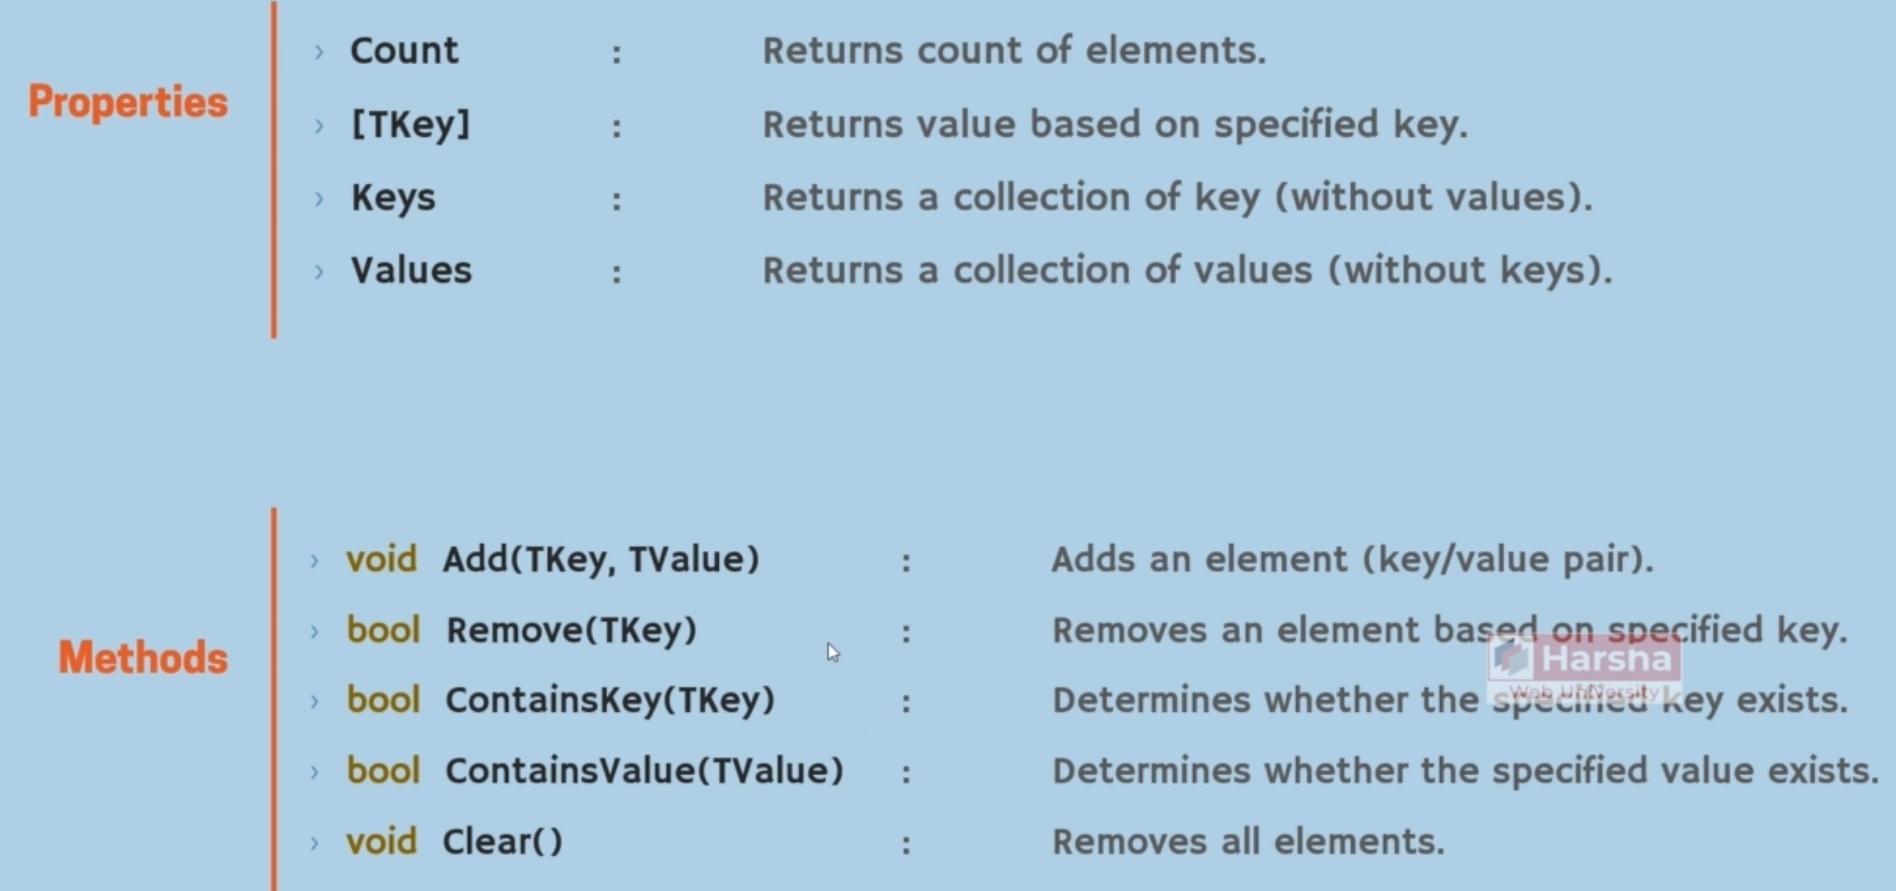 Properties
› Count : Returns count of elements.
› [TKey] : Returns value based on specified key.
› Keys : Returns a collection of key (without values).
› Values : Returns a collection of values (without keys).
Methods
› void Add(TKey, TValue) : Adds an element (key/value pair).
› bool Remove(TKey) : Removes an element based on specified key.
› bool ContainsKey(TKey) : Determines whether the specified key exists.
› bool ContainsValue(TValue) : Determines whether the specified value exists.
› void Clear() : Removes all elements.
Harsha
Web University